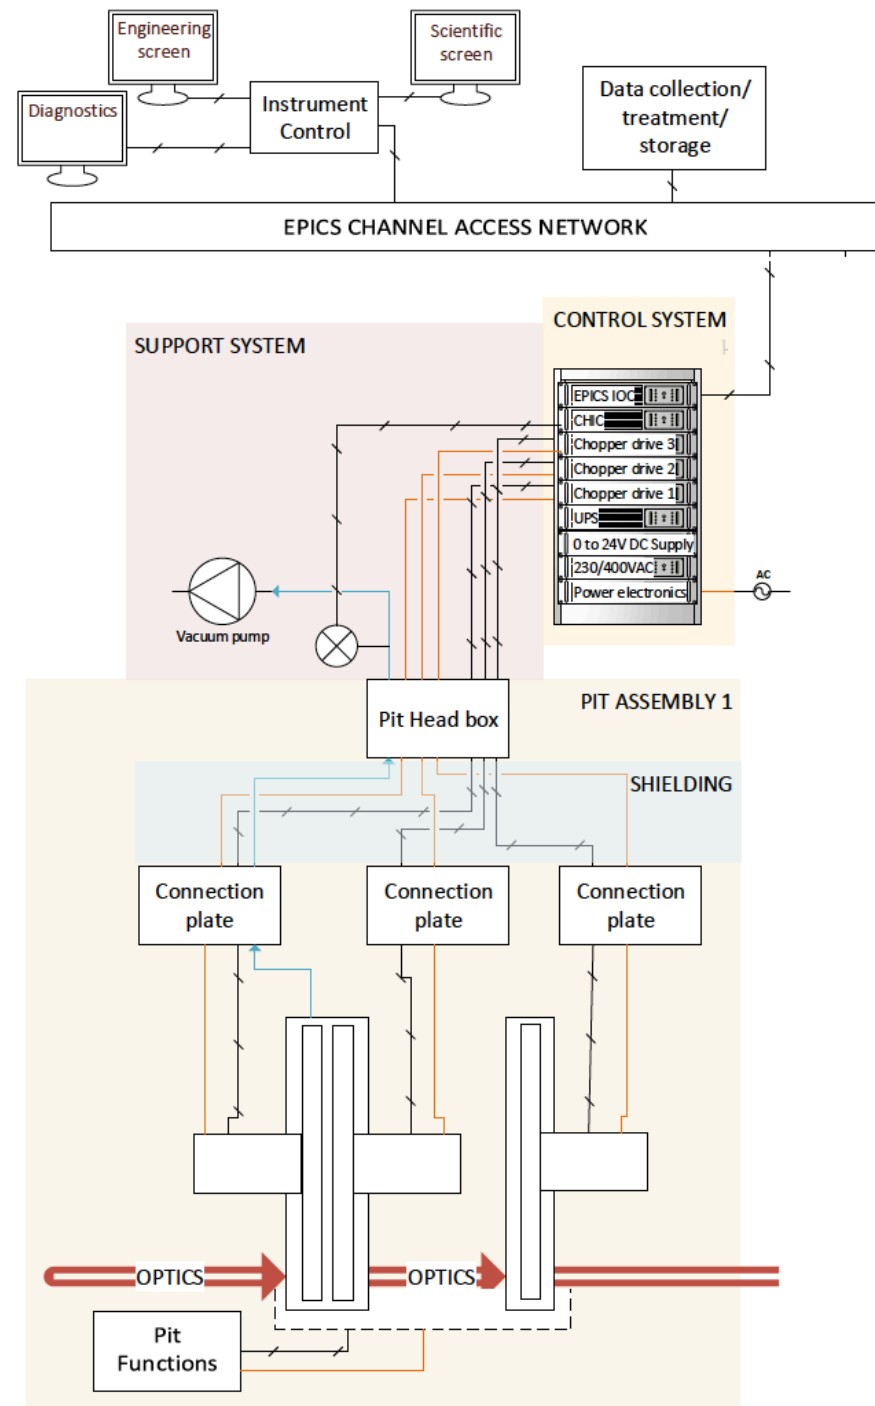 Engineering
screen
Scientific
screen
Diagnostics
Instrument
Control
Data collection/
treatment/
storage
EPICS CHANNEL ACCESS NETWORK
CONTROL SYSTEM
SUPPORT SYSTEM
EPICS IOC
CHIC
Chopper drive 3
Chopper drive 2
Chopper drive 1
UPS
0 to 24V DC Supply
230/400VAC
Power electronics
AC
Vacuum pump
Pit Head box
PIT ASSEMBLY 1
SHIELDING
Connection
plate
Connection
plate
Connection
plate
OPTICS
OPTICS
Pit
Functions